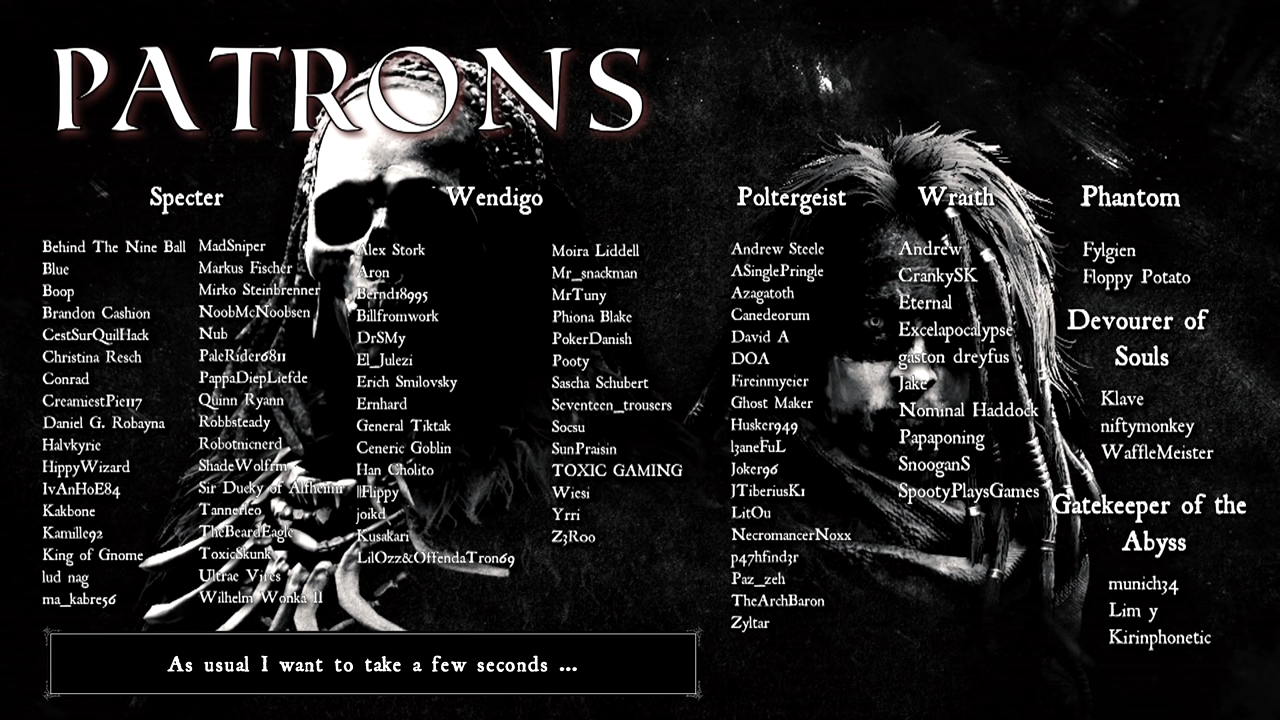 PATRONS
Specter
Behind The Nine Ball
Blue
Boop
Brandon Cashion
CestSurQuilHack
Christina Resch
Conrad
CreamiestPie117
Daniel G. Robayna
Halvkyrie
HippyWizard
IvAnHoE84
Kakbone
Kamille92
King of Gnome
lud nag
ma_kabre56
MadSniper
Markus Fischer
Mirko Steinbrenner
NoobMcNoobsen
Nub
PaleRider6811
PappaDiepLiefde
Quinn Ryann
Robbsteady
Robotnicnerd
ShadeWolfrm
Sir Ducky of Alfheimr
Tannerleo
TheBeardEagle
ToxicSkunk
Ultrae Vires
Wilhelm Wonka II
Wendigo
Alex Stork
Aron
Bernd18995
Billfromwork
DrSMy
El_Julezi
Erich Smilovsky
Ernhard
General Tiktak
Generic Goblin
Han Cholito
||Flippy
joikd
Kusakari
LilOzz&OffendaTron69
Moira Liddell
Mr_snackman
MrTuny
Phiona Blake
PokerDanish
Pooty
Sascha Schubert
Seventeen_trousers
Socsu
SunPraisin
TOXIC GAMING
Wiesi
Yrri
Z3R00
Poltergeist
Andrew Steele
ASinglePringle
Azagatoth
Canedeorum
David A
DOA
Fireinmyeier
Ghost Maker
Husker949
l3aneFuL
Joker96
JTiberiusK1
LitOu
NecromancerNoxx
p47hfind3r
Paz_zeh
TheArchBaron
Zyltar
Wraith
Andrew
CrankySK
Eternal
Excelapocalypse
gaston dreyfus
Jake
Nominal Haddock
Papaponing
SnooganS
SpootyPlaysGames
Phantom
Fylgien
Floppy Potato
Devourer of
Souls
Klave
niftymonkey
WaffleMeister
Gatekeeper of the
Abyss
munich34
Lim y
Kirinphonetic
As usual I want to take a few seconds ...